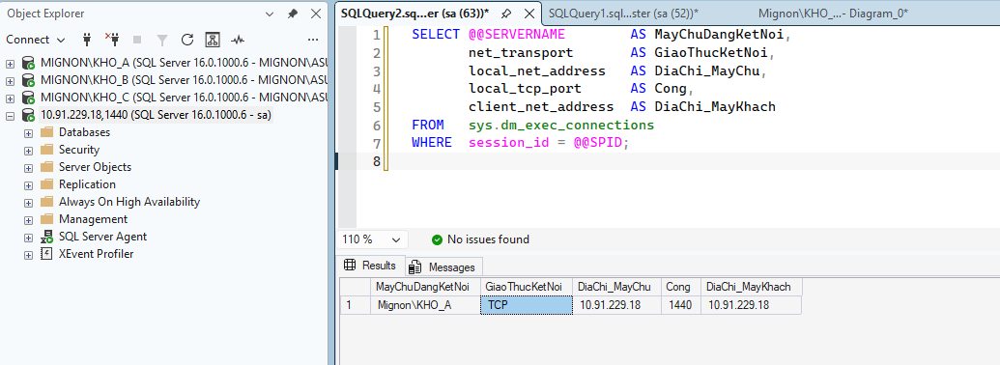 Object Explorer
Connect
MIGNON\KHO_A (SQL Server 16.0.1000.6 - MIGNON\ASU
MIGNON\KHO_B (SQL Server 16.0.1000.6 - MIGNON\ASU
MIGNON\KHO_C (SQL Server 16.0.1000.6 - MIGNON\ASU
10.91.229.18,1440 (SQL Server 16.0.1000.6 - sa)
Databases
Security
Server Objects
Replication
Always On High Availability
Management
SQL Server Agent
XEvent Profiler
SQLQuery2.sq...er (sa (63))* SQLQuery1.sql...ster (sa (52))* Mignon\KHO_...- Diagram_0*
1 SELECT @@SERVERNAME AS MayChuDangKetNoi,
2 net_transport AS GiaoThucKetNoi,
3 local_net_address AS DiaChi_MayChu,
4 local_tcp_port AS Cong,
5 client_net_address AS DiaChi_MayKhach
6 FROM sys.dm_exec_connections
7 WHERE session_id = @@SPID;
8
110 % No issues found
Results Messages
MayChuDangKetNoi GiaoThucKetNoi DiaChi_MayChu Cong DiaChi_MayKhach
1 Mignon\KHO_A TCP 10.91.229.18 1440 10.91.229.18